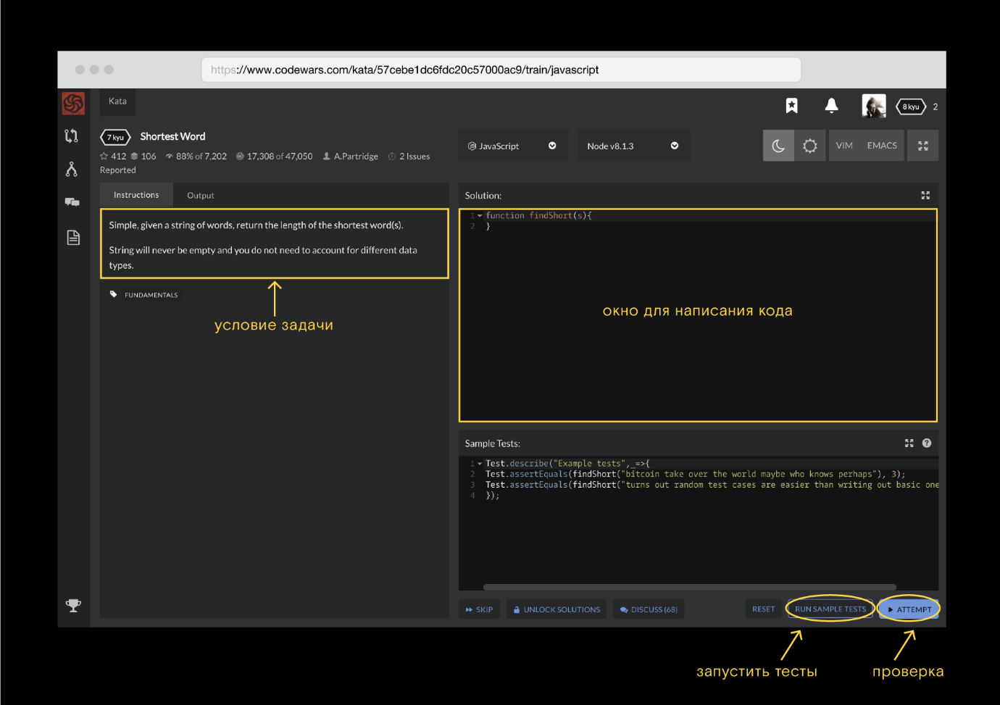 https://www.codewars.com/kata/57cebe1dc6fdc20c57000ac9/train/javascript
Kata
8 kyu 2
7 kyu Shortest Word
412 106 88% of 7,202 17,308 of 47,050 A.Partridge 2 Issues
Reported
JavaScript
Node v8.1.3
VIM EMACS
Instructions Output
Simple, given a string of words, return the length of the shortest word(s).
String will never be empty and you do not need to account for different data
types.
FUNDAMENTALS
условие задачи
Solution:
1 function findShort(s){
2 }
окно для написания кода
Sample Tests:
1 Test.describe("Example tests",_=>{
2 Test.assertEquals(findShort("bitcoin take over the world maybe who knows perhaps"), 3);
3 Test.assertEquals(findShort("turns out random test cases are easier than writing out basic one
4 });
SKIP UNLOCK SOLUTIONS DISCUSS (68) RESET RUN SAMPLE TESTS ATTEMPT
запустить тесты проверка